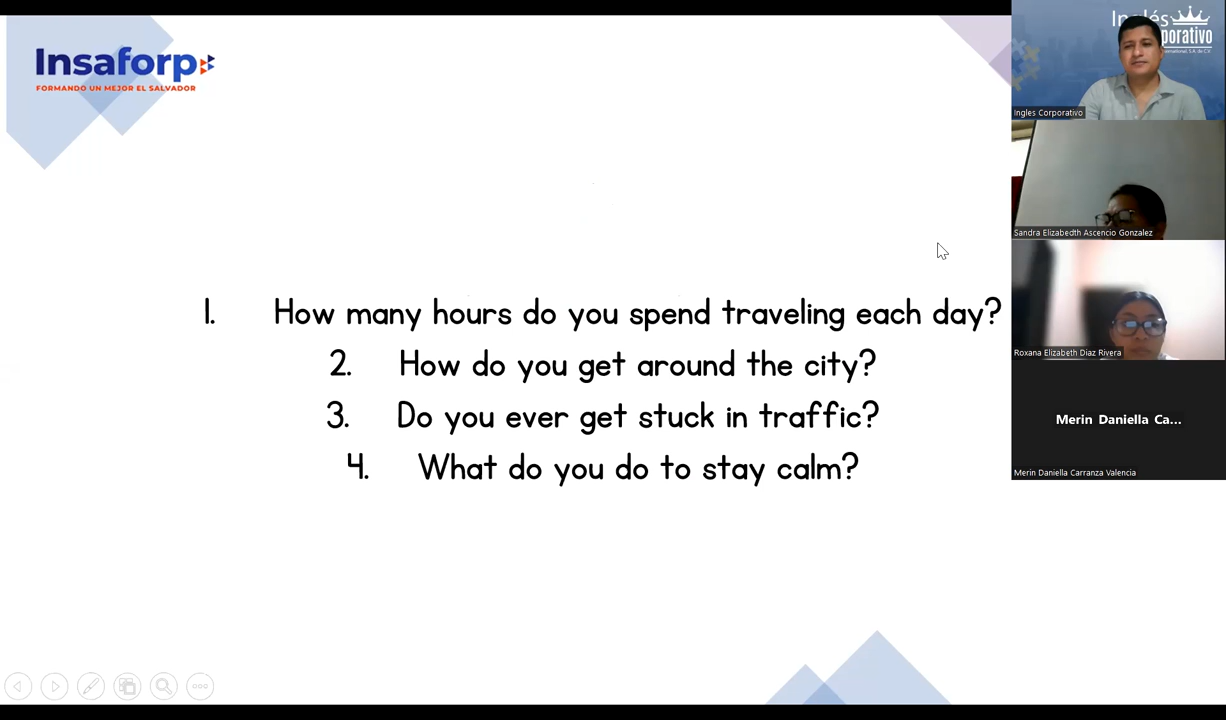 Insaforp
FORMANDO UN MEJOR EL SALVADOR
1. How many hours do you spend traveling each day?
2. How do you get around the city?
3. Do you ever get stuck in traffic?
4. What do you do to stay calm?
Ingles Corporativo
Sandra Elizabedth Ascencio Gonzalez
Roxana Elizabeth Diaz Rivera
Merin Daniella Ca...
Merin Daniella Carranza Valencia